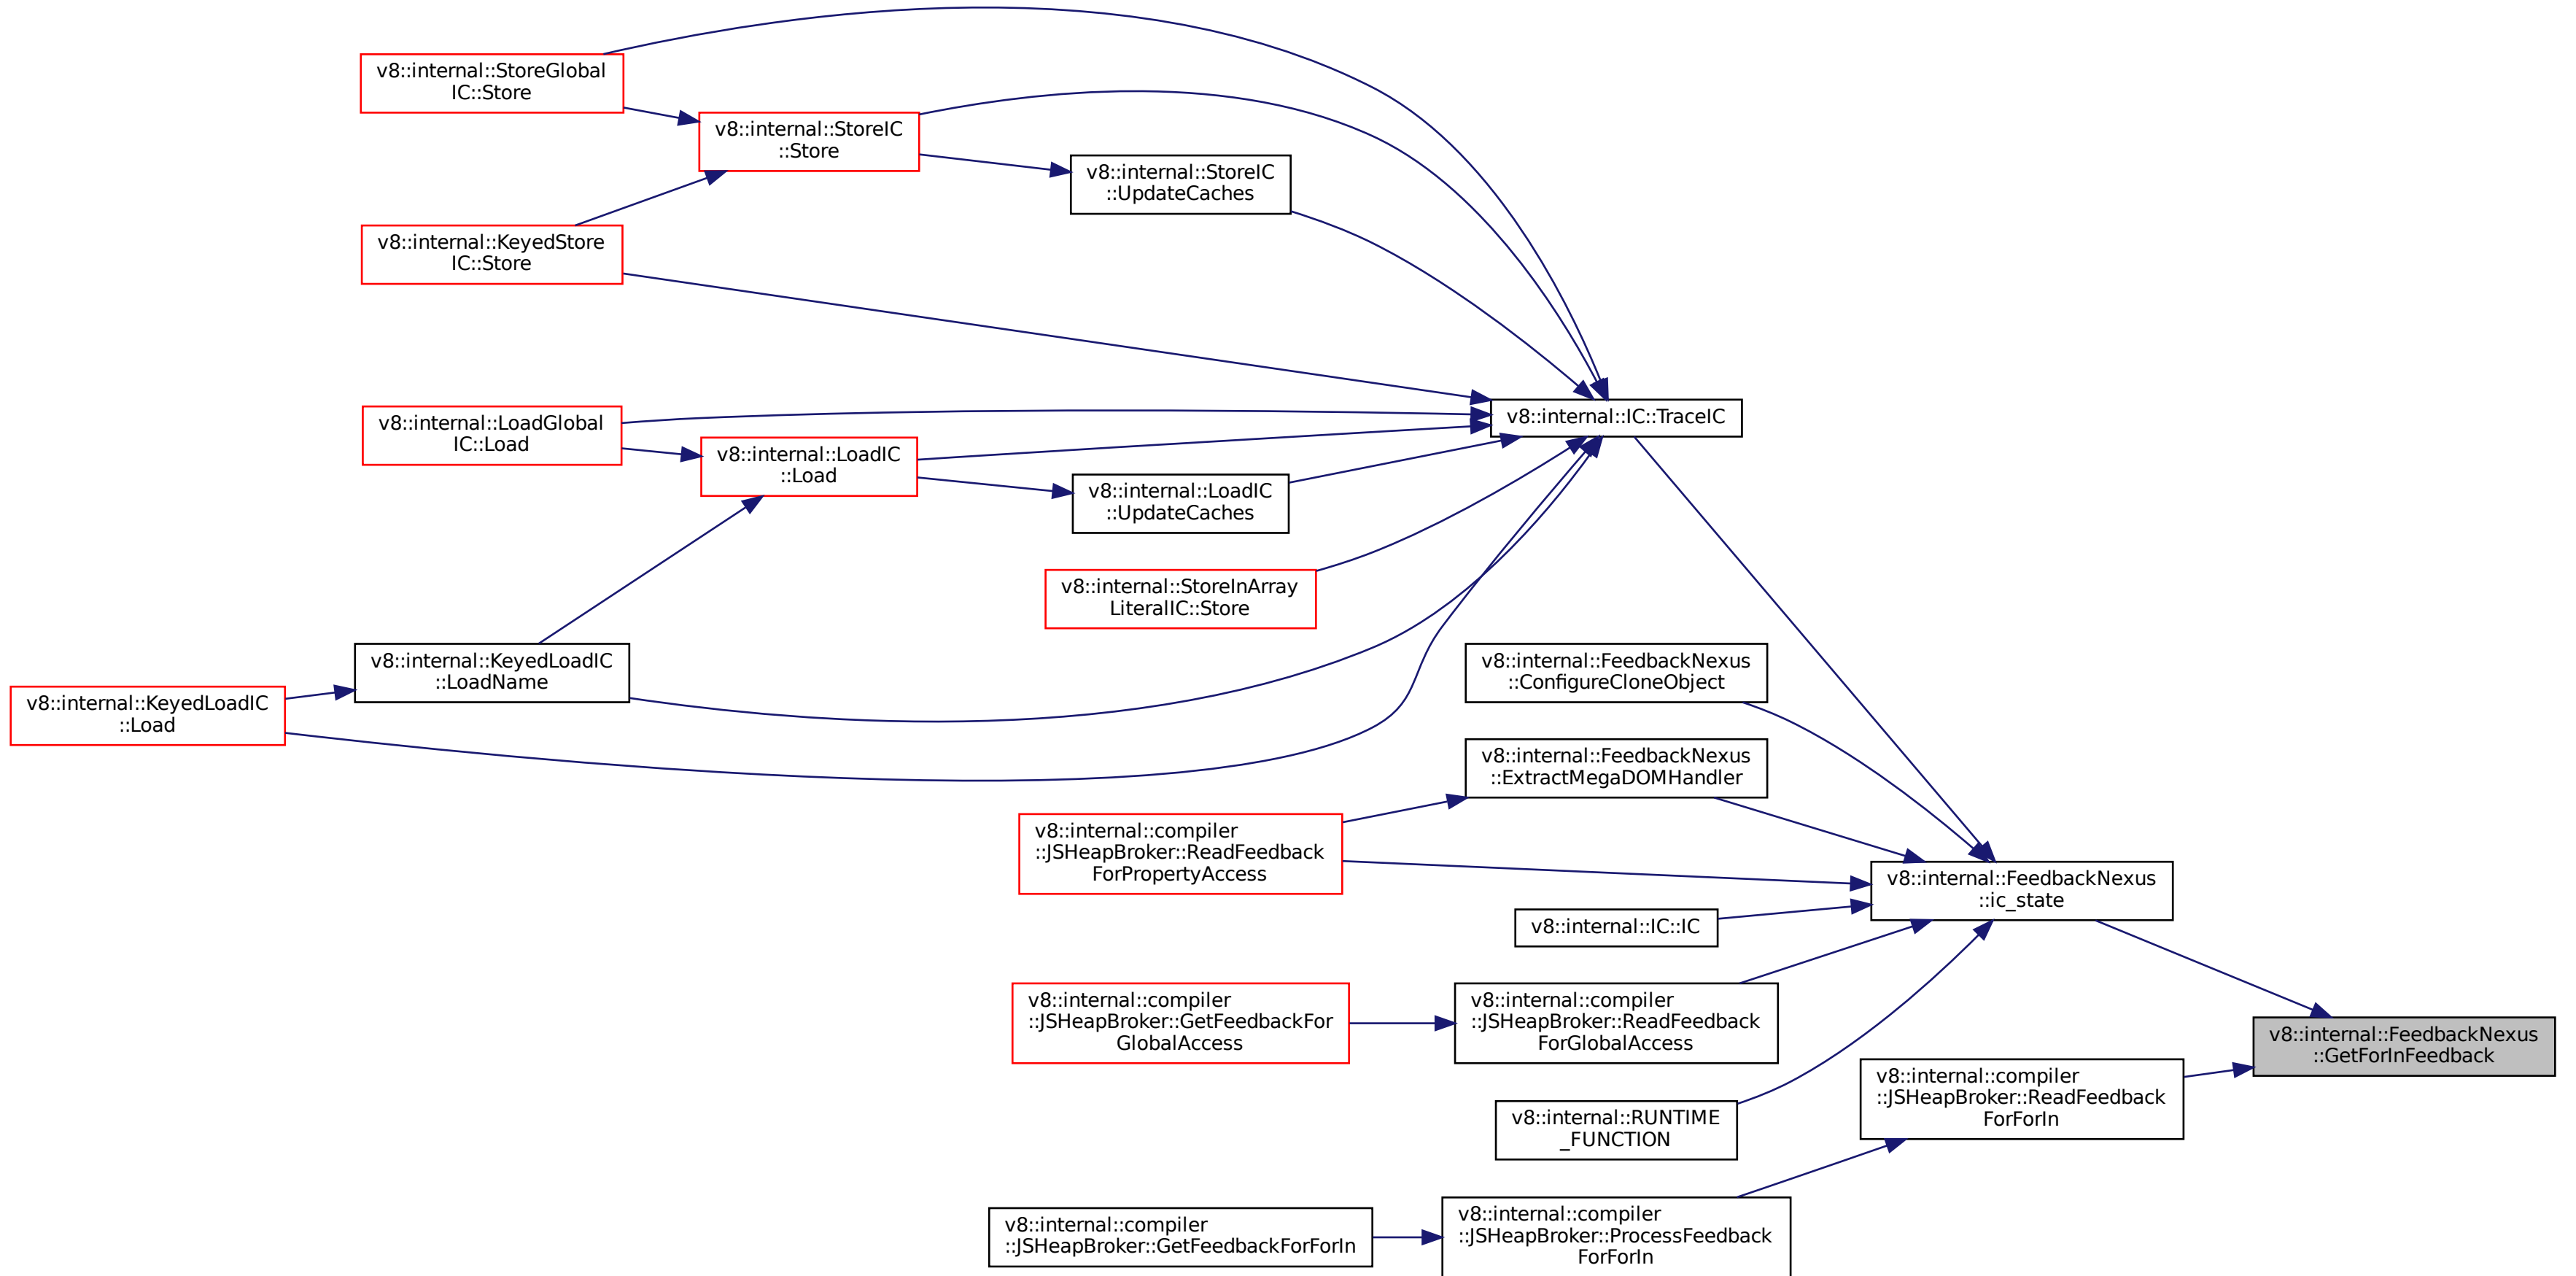 v8::internal::StoreGlobal
IC::Store
v8::internal::StoreIC
::Store
v8::internal::StoreIC
::UpdateCaches
v8::internal::KeyedStore
IC::Store
v8::internal::IC::TraceIC
v8::internal::LoadGlobal
IC::Load
v8::internal::LoadIC
::Load
v8::internal::LoadIC
::UpdateCaches
v8::internal::StoreInArray
LiteralIC::Store
v8::internal::KeyedLoadIC
::LoadName
v8::internal::KeyedLoadIC
::Load
v8::internal::FeedbackNexus
::ConfigureCloneObject
v8::internal::FeedbackNexus
::ExtractMegaDOMHandler
v8::internal::compiler
::JSHeapBroker::ReadFeedback
ForPropertyAccess
v8::internal::FeedbackNexus
::ic_state
v8::internal::IC::IC
v8::internal::compiler
::JSHeapBroker::GetFeedbackFor
GlobalAccess
v8::internal::compiler
::JSHeapBroker::ReadFeedback
ForGlobalAccess
v8::internal::FeedbackNexus
::GetForInFeedback
v8::internal::compiler
::JSHeapBroker::ReadFeedback
ForForIn
v8::internal::RUNTIME
_FUNCTION
v8::internal::compiler
::JSHeapBroker::GetFeedbackForForIn
v8::internal::compiler
::JSHeapBroker::ProcessFeedback
ForForIn